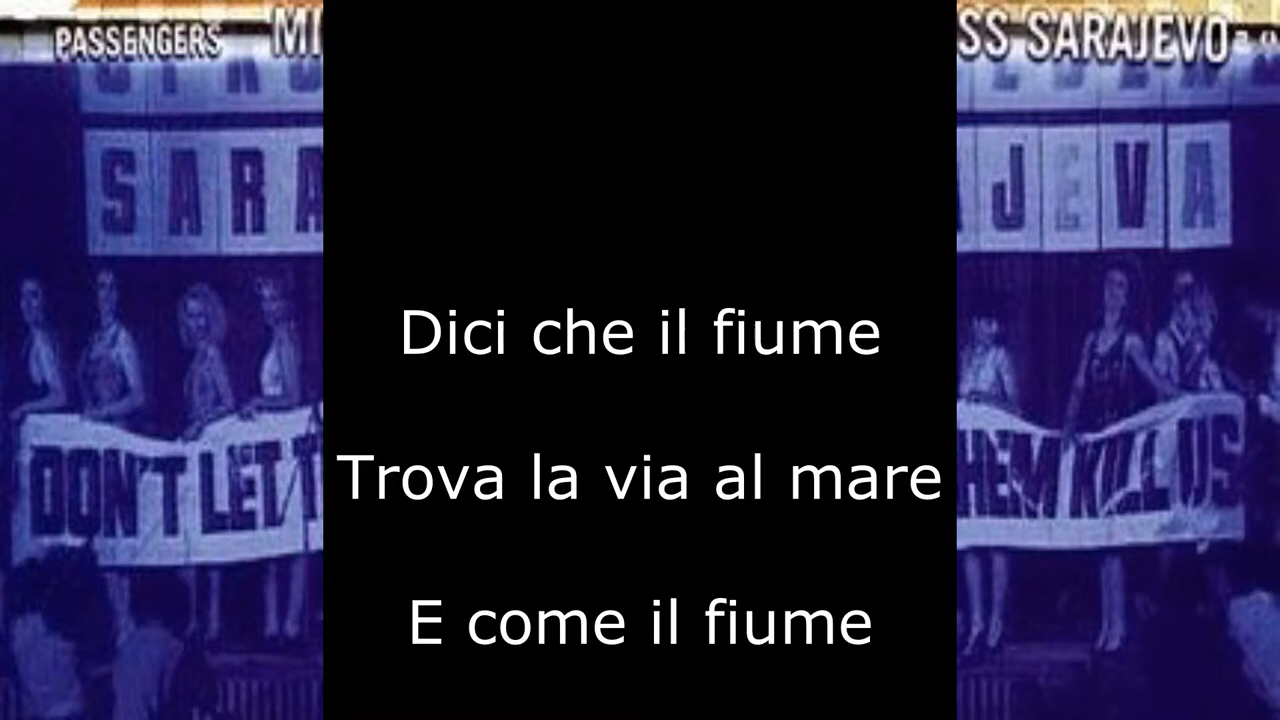 PASSENGERS MI SS SARAJEVO
SARA JEVA
Dici che il fiume
Trova la via al mare
E come il fiume
DON'T LET T HEM KILL US